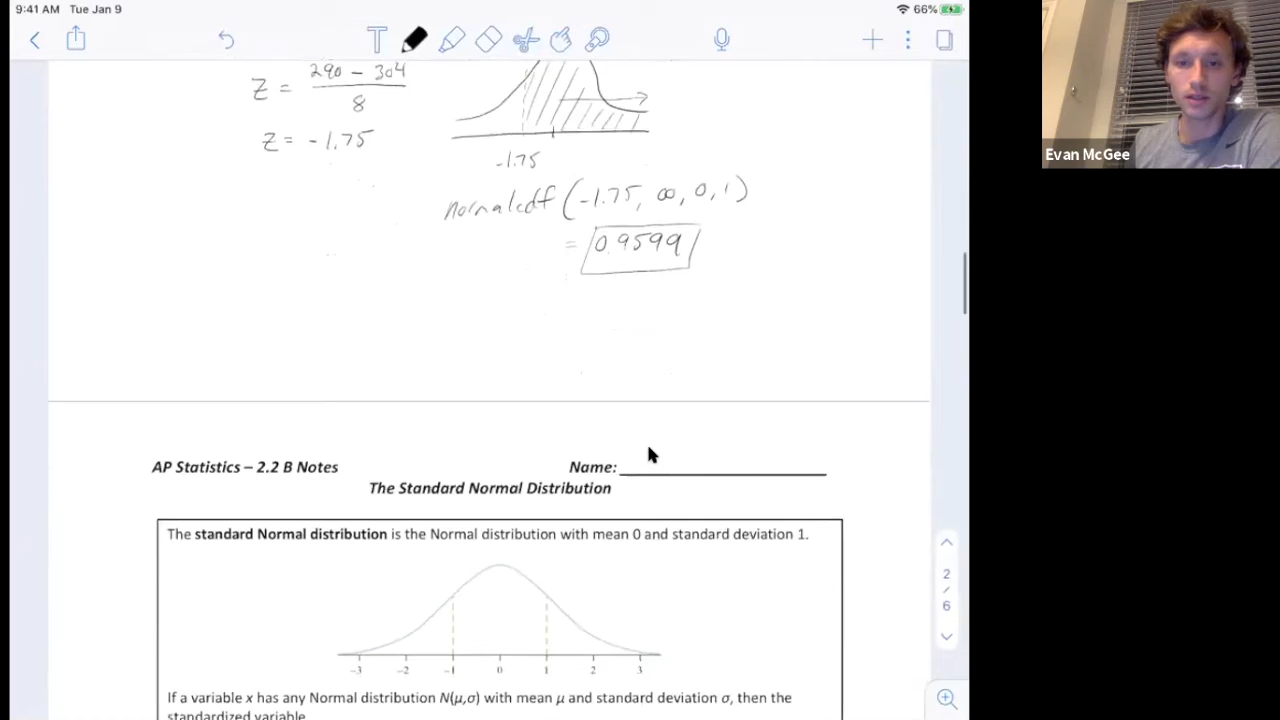 9:41 AM Tue Jan 9
66%
Z = 290 - 304
8
Z = -1.75
-1.75
normalcdf (-1.75, ∞, 0, 1)
= 0.9599
Evan McGee
AP Statistics – 2.2 B Notes Name: ____________________
The Standard Normal Distribution
The standard Normal distribution is the Normal distribution with mean 0 and standard deviation 1.
-3 -2 -1 0 1 2 3
If a variable x has any Normal distribution N(μ,σ) with mean μ and standard deviation σ, then the
standardized variable
2
/
6
T